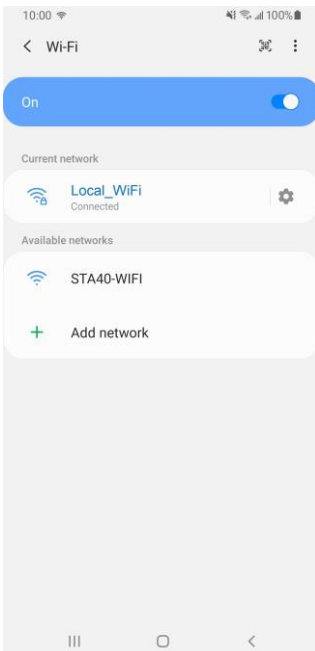 10:00
100%
Wi-Fi
On
Current network
Local_WiFi
Connected
Available networks
STA40-WIFI
Add network